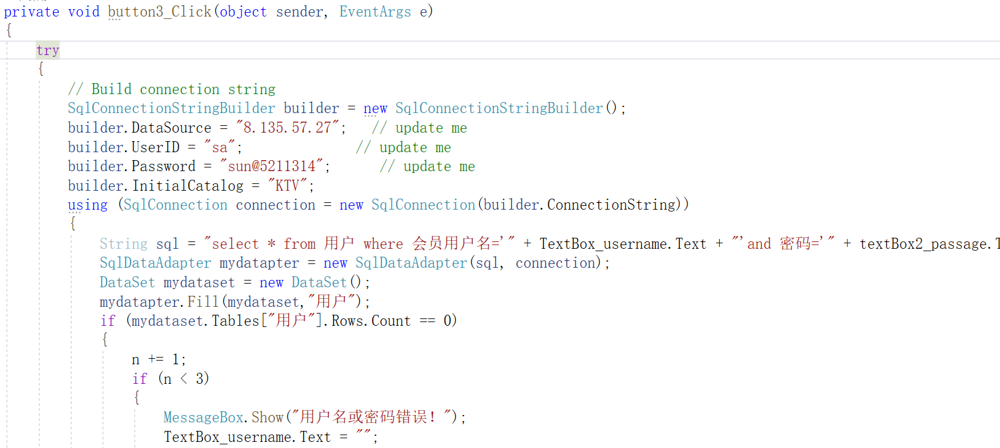 private void button3_Click(object sender, EventArgs e)
{
try
{
// Build connection string
SqlConnectionStringBuilder builder = new SqlConnectionStringBuilder();
builder.DataSource = "8.135.57.27"; // update me
builder.UserID = "sa"; // update me
builder.Password = "sun@5211314"; // update me
builder.InitialCatalog = "KTV";
using (SqlConnection connection = new SqlConnection(builder.ConnectionString))
{
String sql = "select * from 用户 where 会员用户名='" + TextBox_username.Text + "'and 密码='" + textBox2_passage.T
SqlDataAdapter mydatapter = new SqlDataAdapter(sql, connection);
DataSet mydataset = new DataSet();
mydatapter.Fill(mydataset,"用户");
if (mydataset.Tables["用户"].Rows.Count == 0)
{
n += 1;
if (n < 3)
{
MessageBox.Show("用户名或密码错误！");
TextBox_username.Text = "";